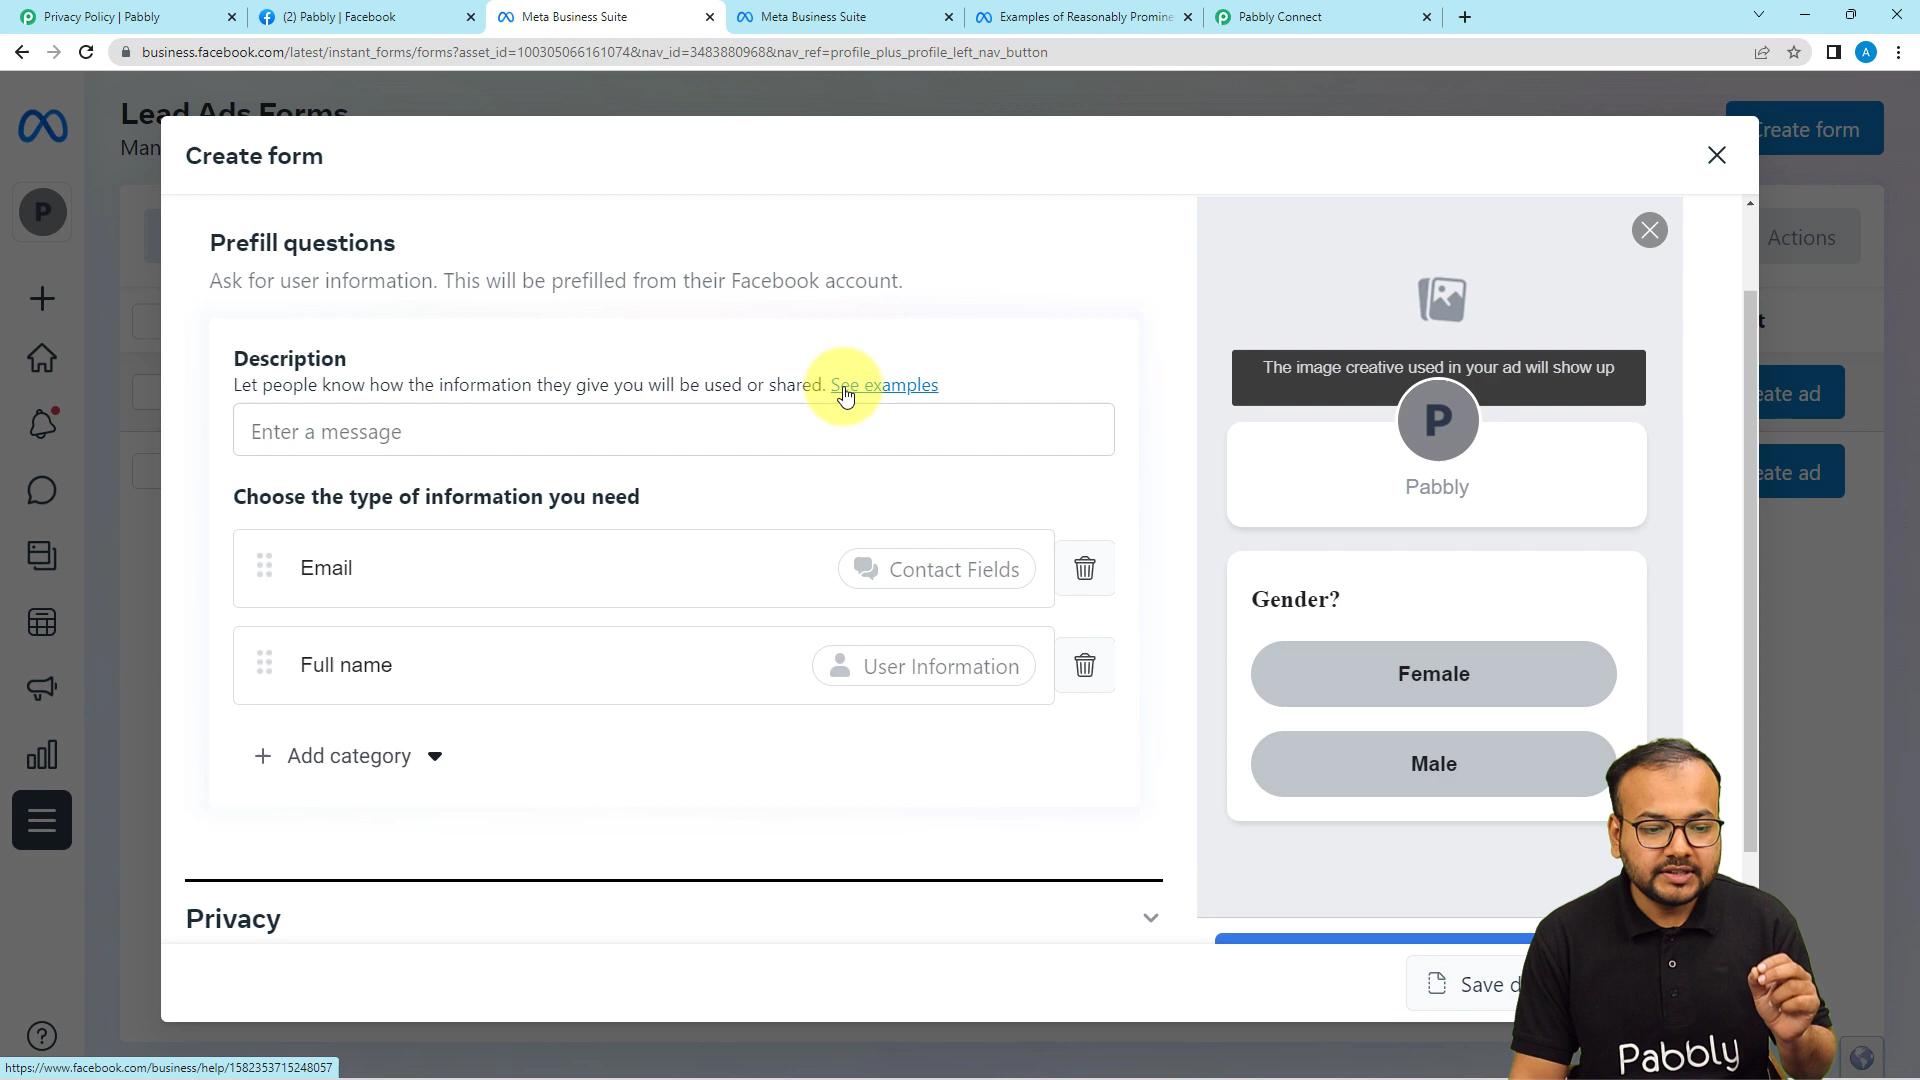 Privacy Policy | Pabbly
(2) Pabbly | Facebook
Meta Business Suite
Meta Business Suite
Examples of Reasonably Promine
Pabbly Connect
business.facebook.com/latest/instant_forms/forms?asset_id=100305066161074&nav_id=3483880968&nav_ref=profile_plus_profile_left_nav_button
A
Lead Ads Forms
Man
Create form
Create form
P
Actions
Prefill questions
Ask for user information. This will be prefilled from their Facebook account.
Description
Let people know how the information they give you will be used or shared. See examples
Enter a message
Choose the type of information you need
Email
Contact Fields
Full name
User Information
+ Add category
Privacy
The image creative used in your ad will show up
P
Pabbly
Gender?
Female
Male
eate ad
eate ad
Save d
Pabbly
https://www.facebook.com/business/help/1582353715248057